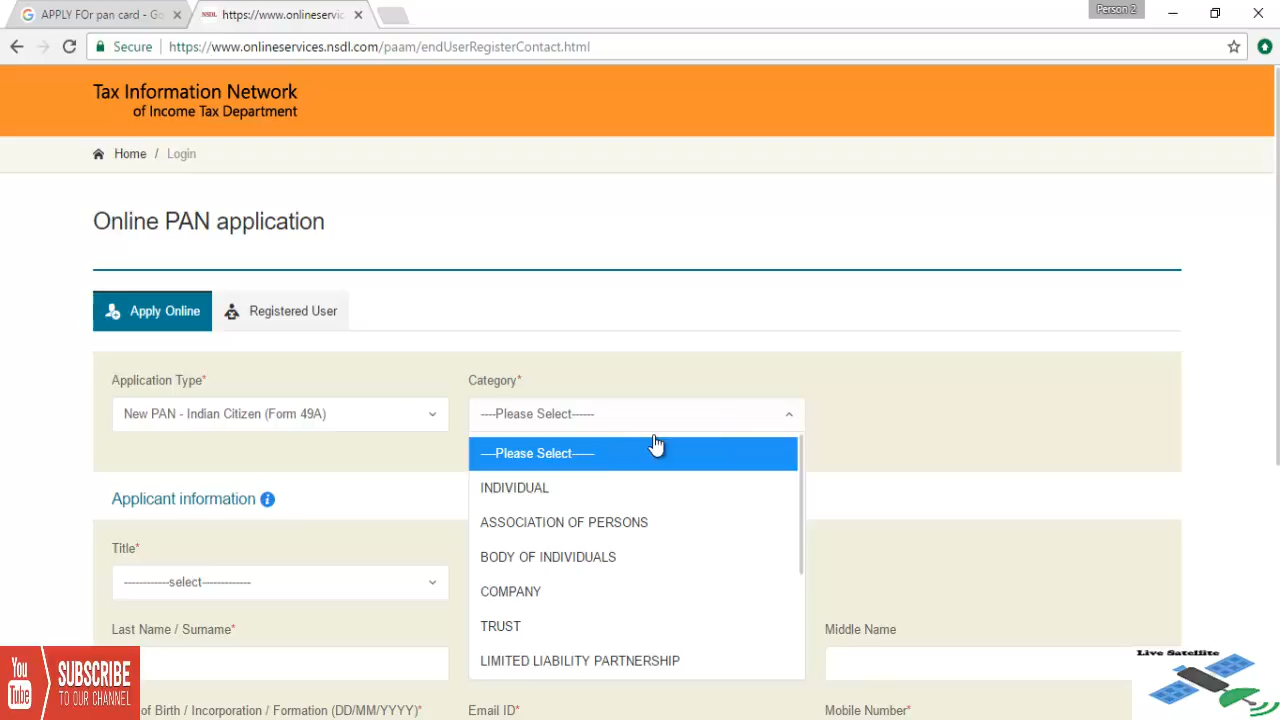 APPLY FOr pan card - Go
NSDL https://www.onlineservic
Person 2
Secure https://www.onlineservices.nsdl.com/paam/endUserRegisterContact.html
Tax Information Network
of Income Tax Department
Home / Login
Online PAN application
Apply Online
Registered User
Application Type*
Category*
New PAN - Indian Citizen (Form 49A)
----Please Select------
----Please Select------
INDIVIDUAL
ASSOCIATION OF PERSONS
BODY OF INDIVIDUALS
COMPANY
TRUST
LIMITED LIABILITY PARTNERSHIP
Applicant information
Title*
------------select-------------
Last Name / Surname*
Middle Name
of Birth / Incorporation / Formation (DD/MM/YYYY)*
Email ID*
Mobile Number*
You Tube
SUBSCRIBE
TO OUR CHANNEL
Live Satellite